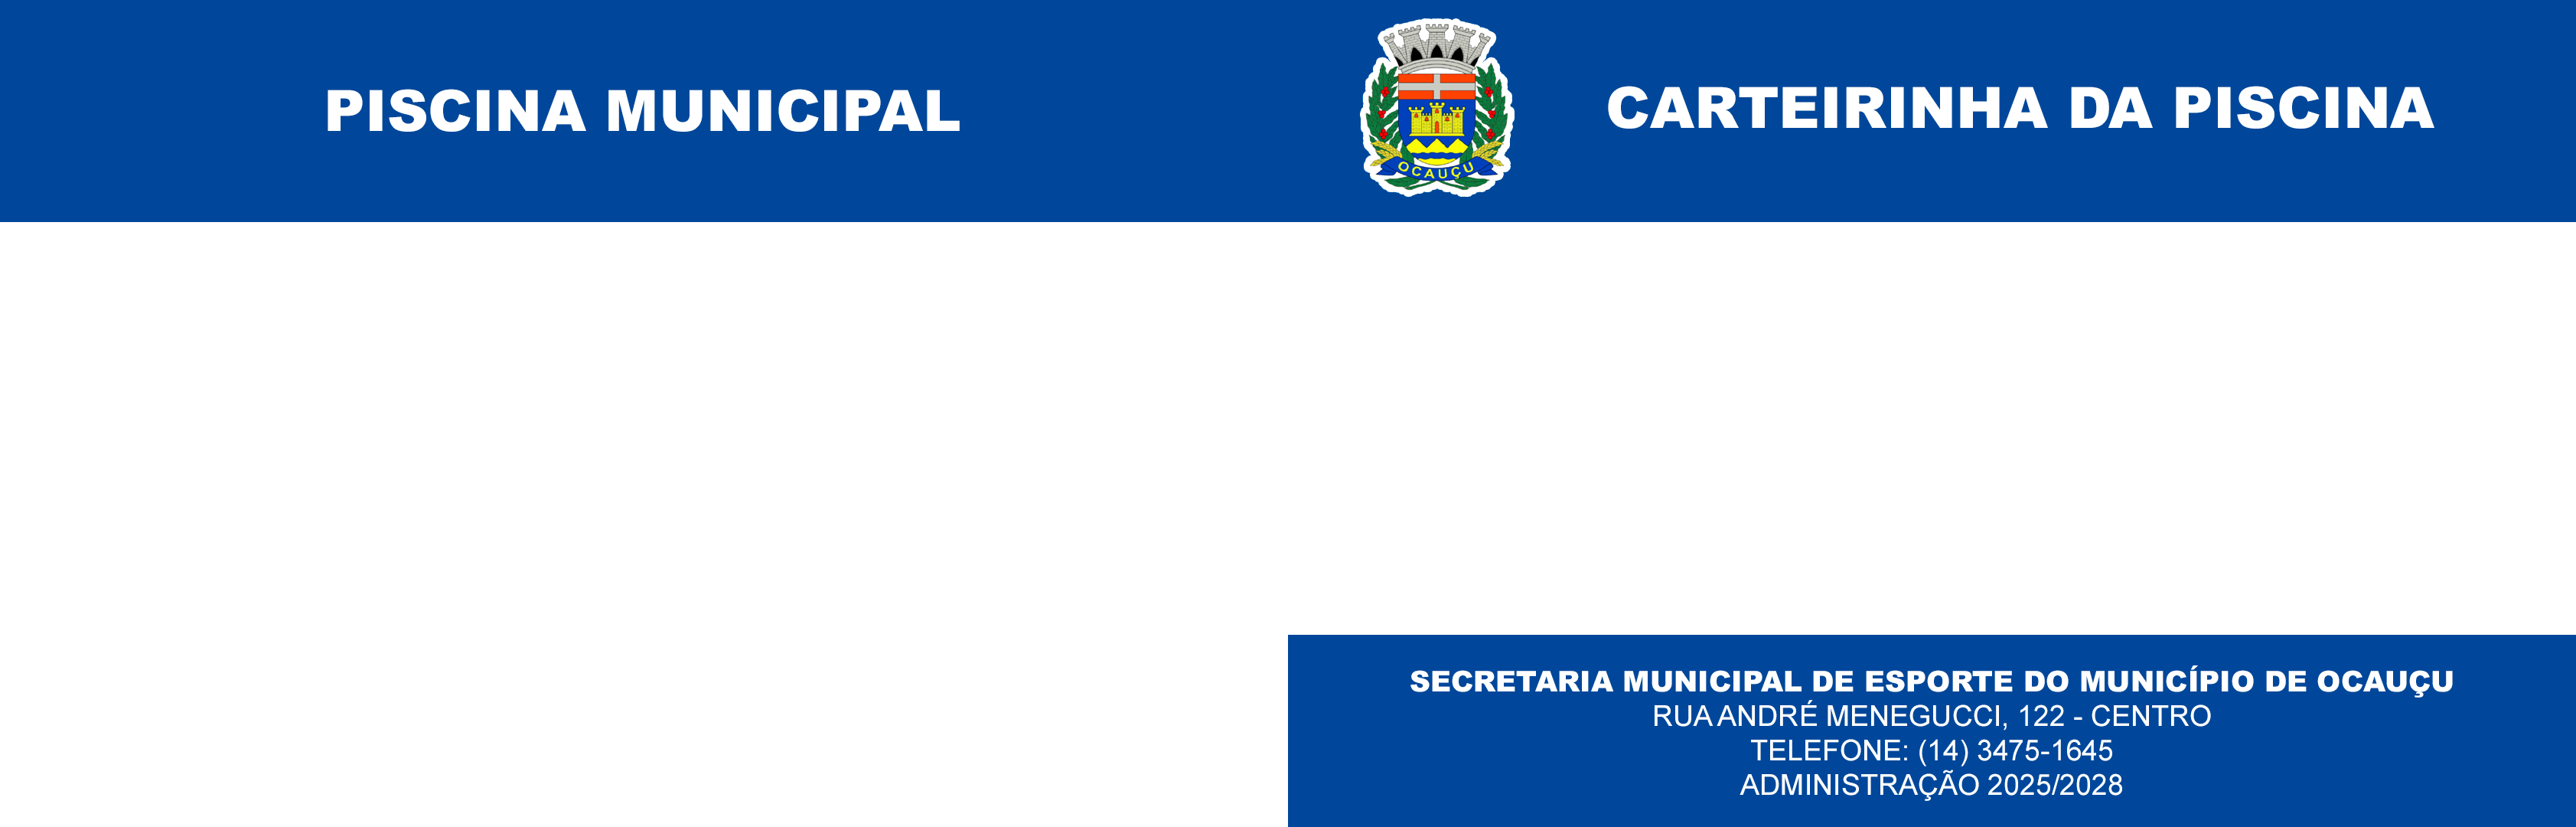 PISCINA MUNICIPAL
OCAUÇU
CARTEIRINHA DA PISCINA
SECRETARIA MUNICIPAL DE ESPORTE DO MUNICÍPIO DE OCAUÇU
RUA ANDRÉ MENEGUCCI, 122 - CENTRO
TELEFONE: (14) 3475-1645
ADMINISTRAÇÃO 2025/2028